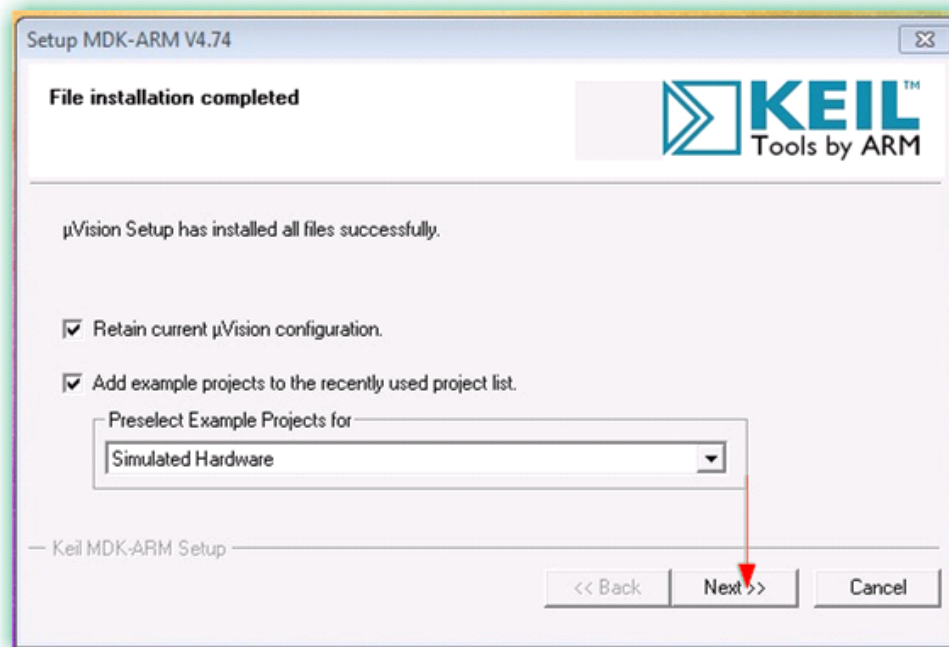 Setup MDK-ARM V4.74
File installation completed
KEIL™
Tools by ARM
µVision Setup has installed all files successfully.
Retain current µVision configuration.
Add example projects to the recently used project list.
Preselect Example Projects for
Simulated Hardware
Keil MDK-ARM Setup
<< Back
Next >>
Cancel